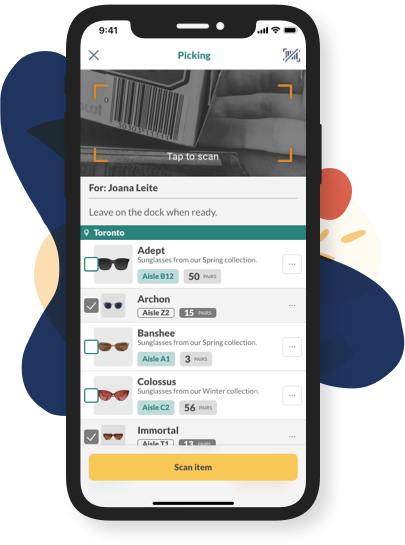 9:41
Picking
Tap to scan
For: Joana Leite
Leave on the dock when ready.
Toronto
Adept
Sunglasses from our Spring collection.
Aisle B12 50 PAIRS
Archon
Aisle Z2 15 PAIRS
Banshee
Sunglasses from our Spring collection.
Aisle A1 3 PAIRS
Colossus
Sunglasses from our Winter collection.
Aisle C2 56 PAIRS
Immortal
Aisle T1 13 PAIRS
Scan item